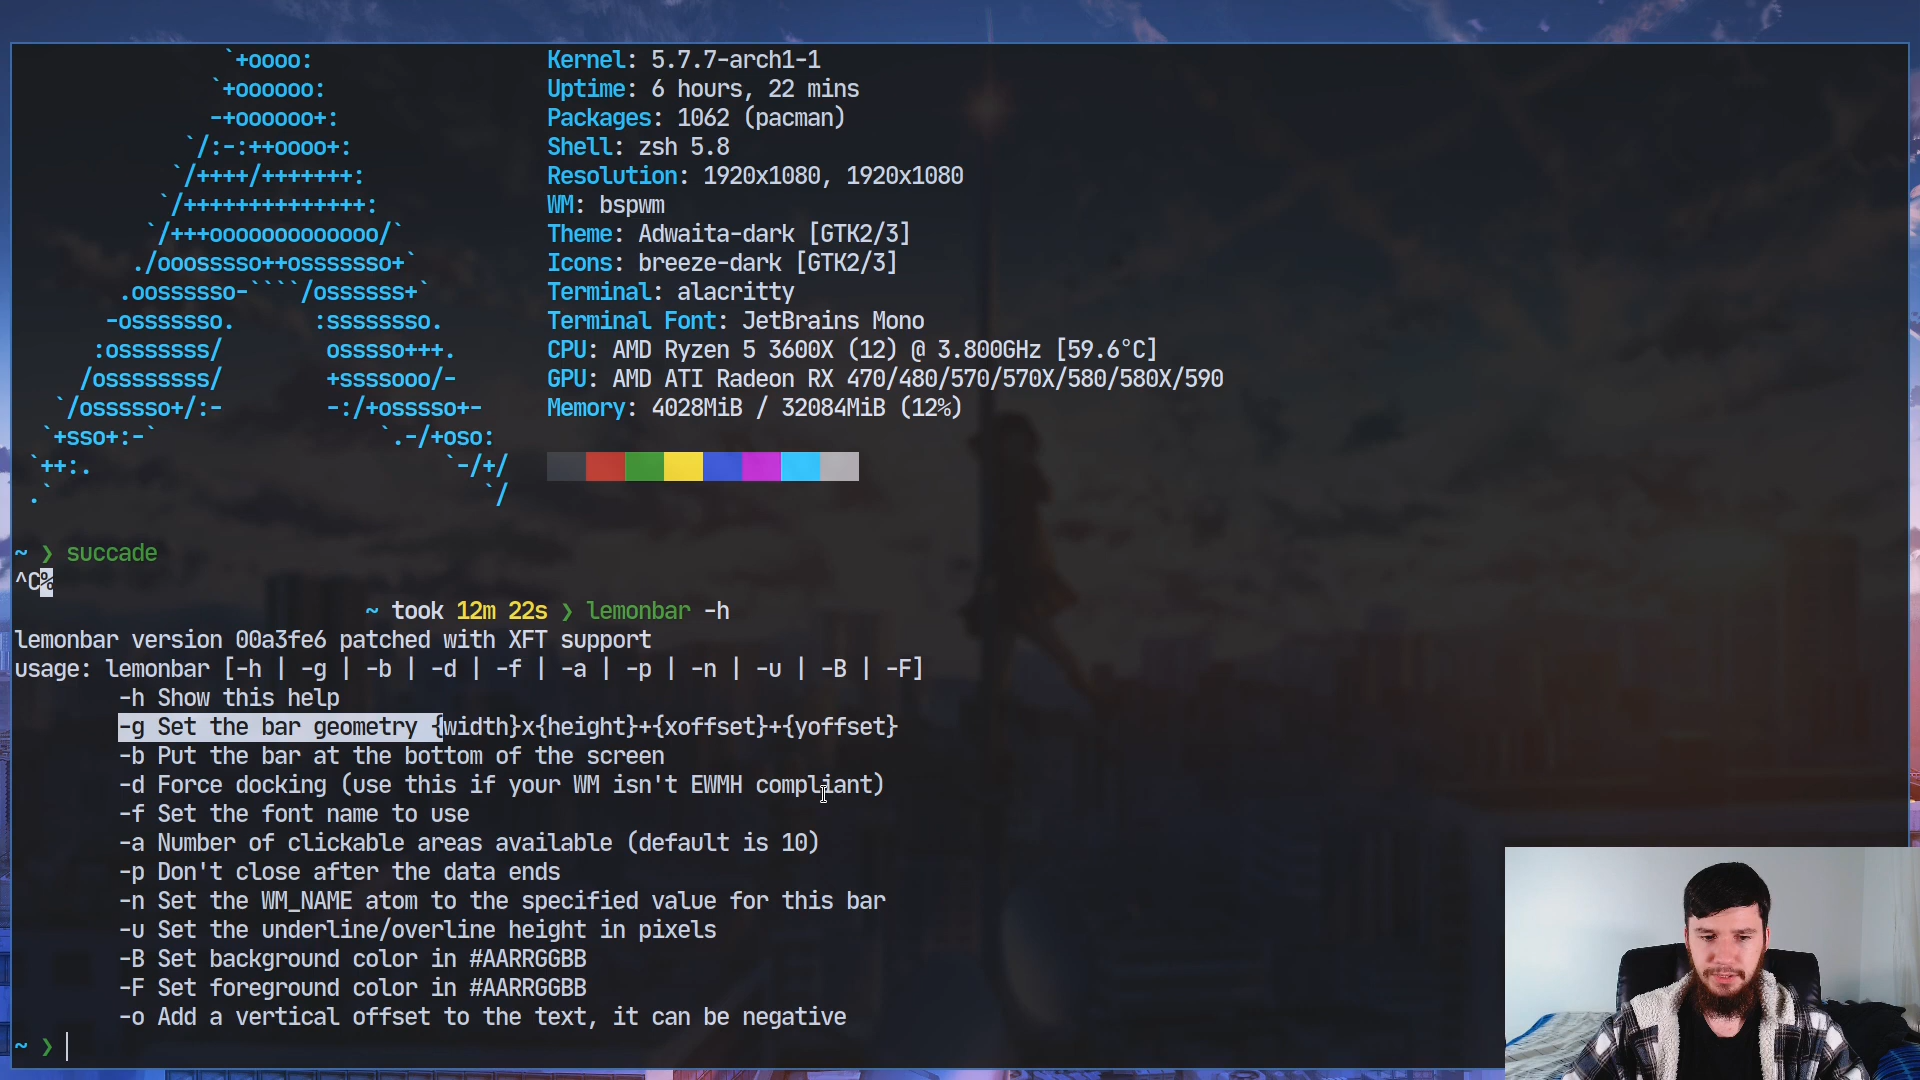 `+oooo:                  Kernel: 5.7.7-arch1-1
`+oooooo:                 Uptime: 6 hours, 22 mins
-+oooooo+:                Packages: 1062 (pacman)
`/:-:++oooo+:               Shell: zsh 5.8
`/++++/+++++++:              Resolution: 1920x1080, 1920x1080
`/++++++++++++++:             WM: bspwm
`/+++ooooooooooooo/`           Theme: Adwaita-dark [GTK2/3]
./ooosssso++osssssso+`          Icons: breeze-dark [GTK2/3]
.oossssso-````/ossssss+`         Terminal: alacritty
-osssssso.      :ssssssso.        Terminal Font: JetBrains Mono
:osssssss/        osssso+++.       CPU: AMD Ryzen 5 3600X (12) @ 3.800GHz [59.6°C]
/ossssssss/        +ssssooo/-       GPU: AMD ATI Radeon RX 470/480/570/570X/580/580X/590
`/ossssso+/:-        -:/+osssso+-     Memory: 4028MiB / 32084MiB (12%)
`+sso+:-`                 `.-/+oso:
`++:.                           `-/+/
.`                                 `/
~ ❯ succade
^C%
~ took 12m 22s ❯ lemonbar -h
lemonbar version 00a3fe6 patched with XFT support
usage: lemonbar [-h | -g | -b | -d | -f | -a | -p | -n | -u | -B | -F]
-h Show this help
-g Set the bar geometry {width}x{height}+{xoffset}+{yoffset}
-b Put the bar at the bottom of the screen
-d Force docking (use this if your WM isn't EWMH compliant)
-f Set the font name to use
-a Number of clickable areas available (default is 10)
-p Don't close after the data ends
-n Set the WM_NAME atom to the specified value for this bar
-u Set the underline/overline height in pixels
-B Set background color in #AARRGGBB
-F Set foreground color in #AARRGGBB
-o Add a vertical offset to the text, it can be negative
~ ❯